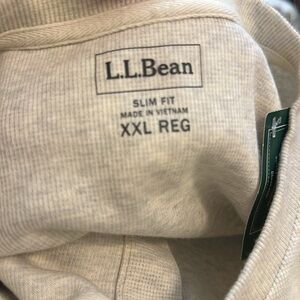 L.L.Bean
SLIM FIT
MADE IN VIETNAM
XXL REG